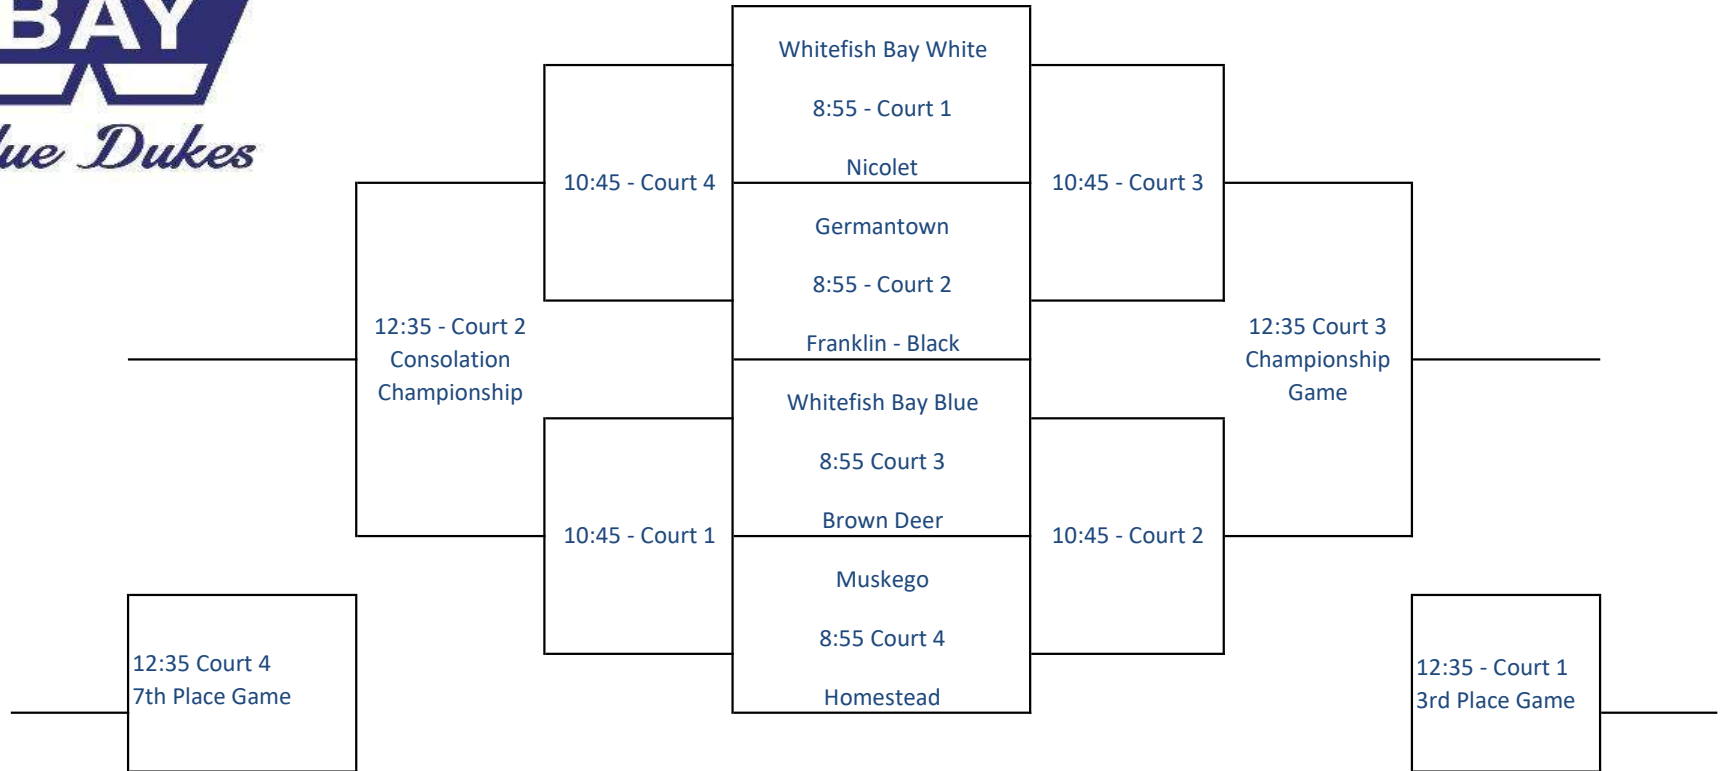 BAY
Dukes
Whitefish Bay White
8:55 - Court 1
Nicolet
10:45 - Court 4
10:45 - Court 3
Germantown
8:55 - Court 2
Franklin - Black
12:35 - Court 2
Consolation
Championship
12:35 Court 3
Championship
Game
Whitefish Bay Blue
8:55 Court 3
Brown Deer
10:45 - Court 1
10:45 - Court 2
Muskego
8:55 Court 4
Homestead
12:35 Court 4
7th Place Game
12:35 - Court 1
3rd Place Game